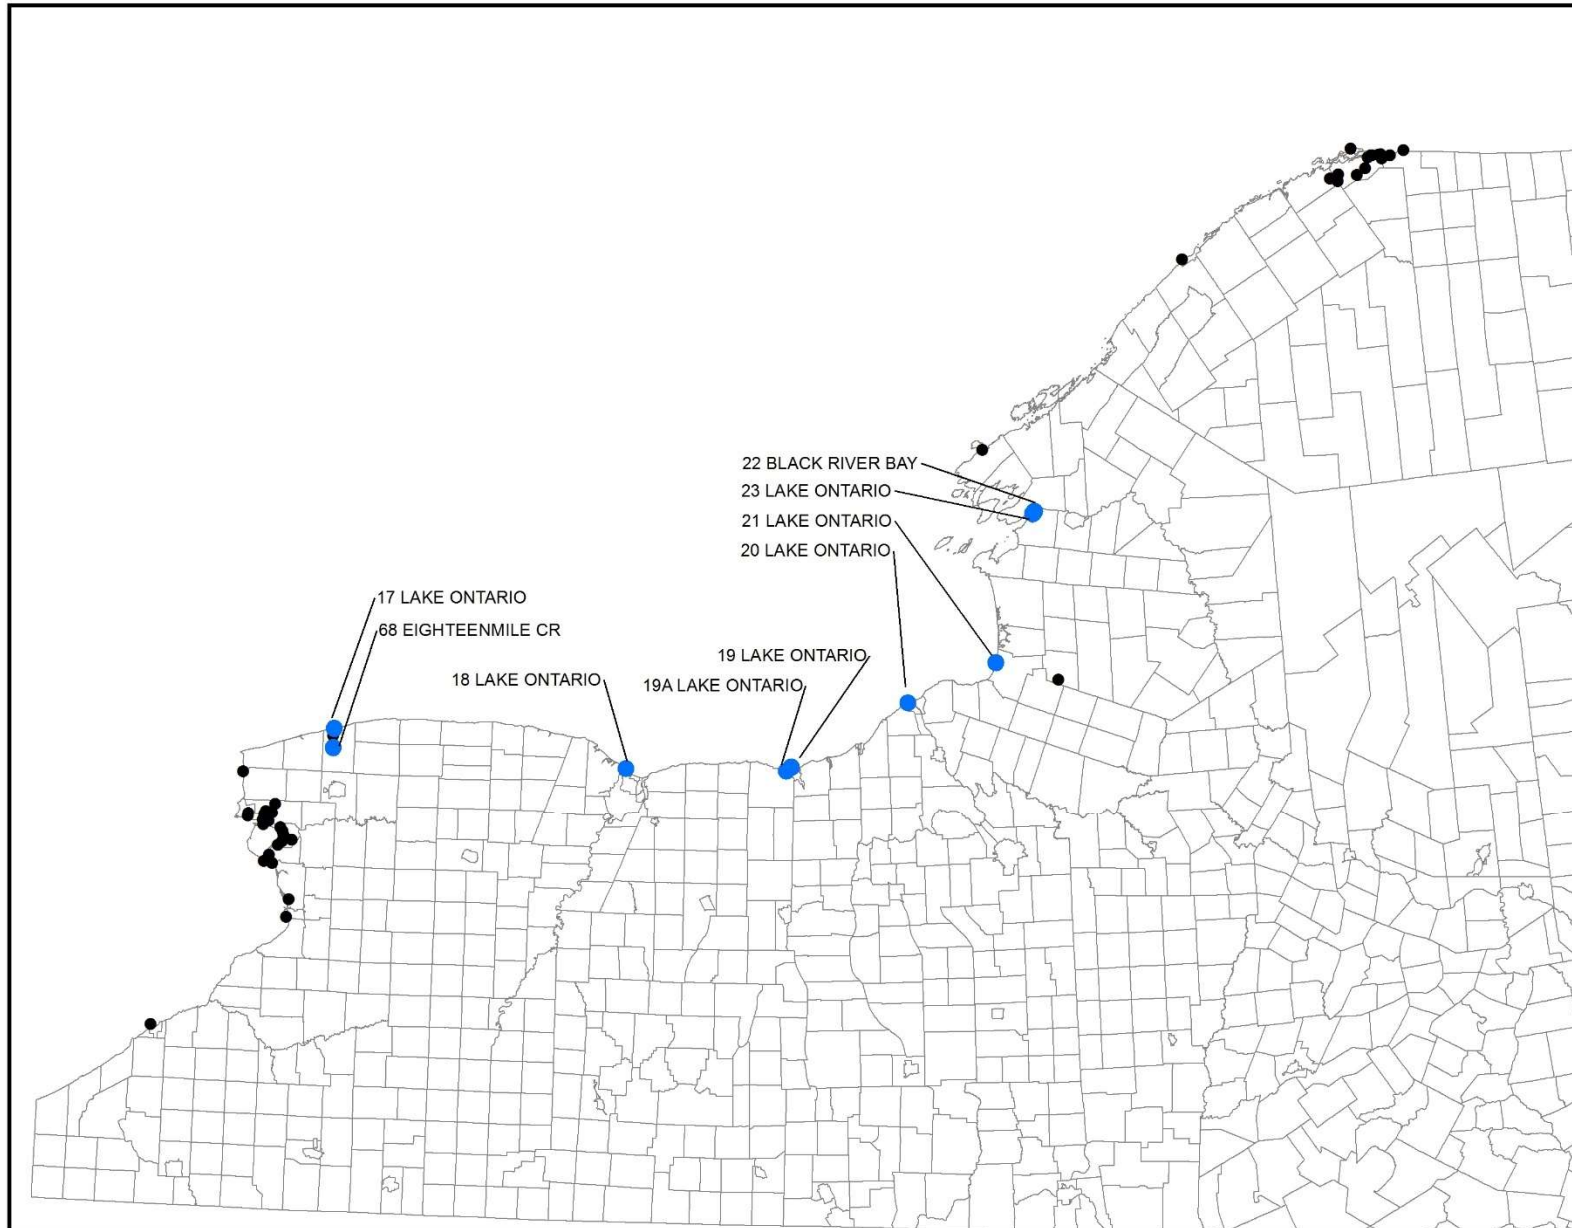 22 BLACK RIVER BAY
23 LAKE ONTARIO
21 LAKE ONTARIO
20 LAKE ONTARIO
17 LAKE ONTARIO
68 EIGHTEENMILE CR
19 LAKE ONTARIO
18 LAKE ONTARIO
19A LAKE ONTARIO